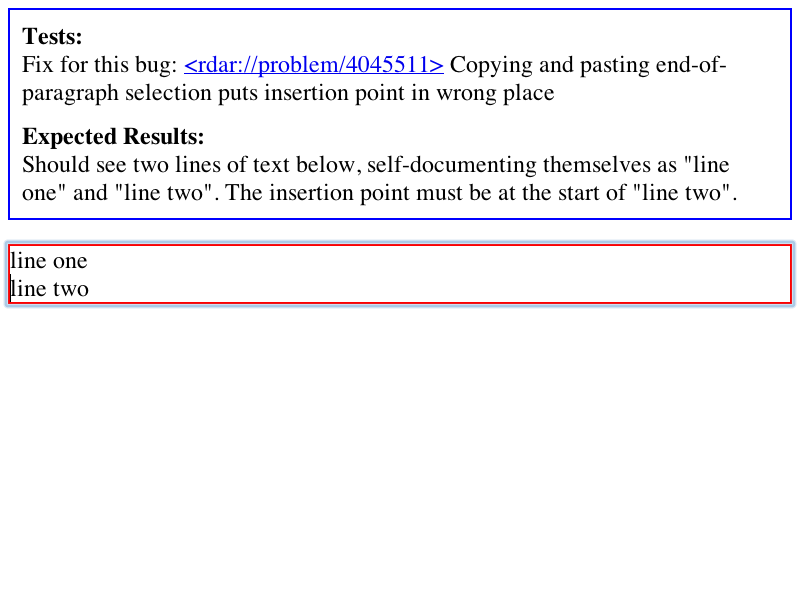 Tests:
Fix for this bug: <rdar://problem/4045511> Copying and pasting end-of-
paragraph selection puts insertion point in wrong place
Expected Results:
Should see two lines of text below, self-documenting themselves as "line
one" and "line two". The insertion point must be at the start of "line two".
line one
line two